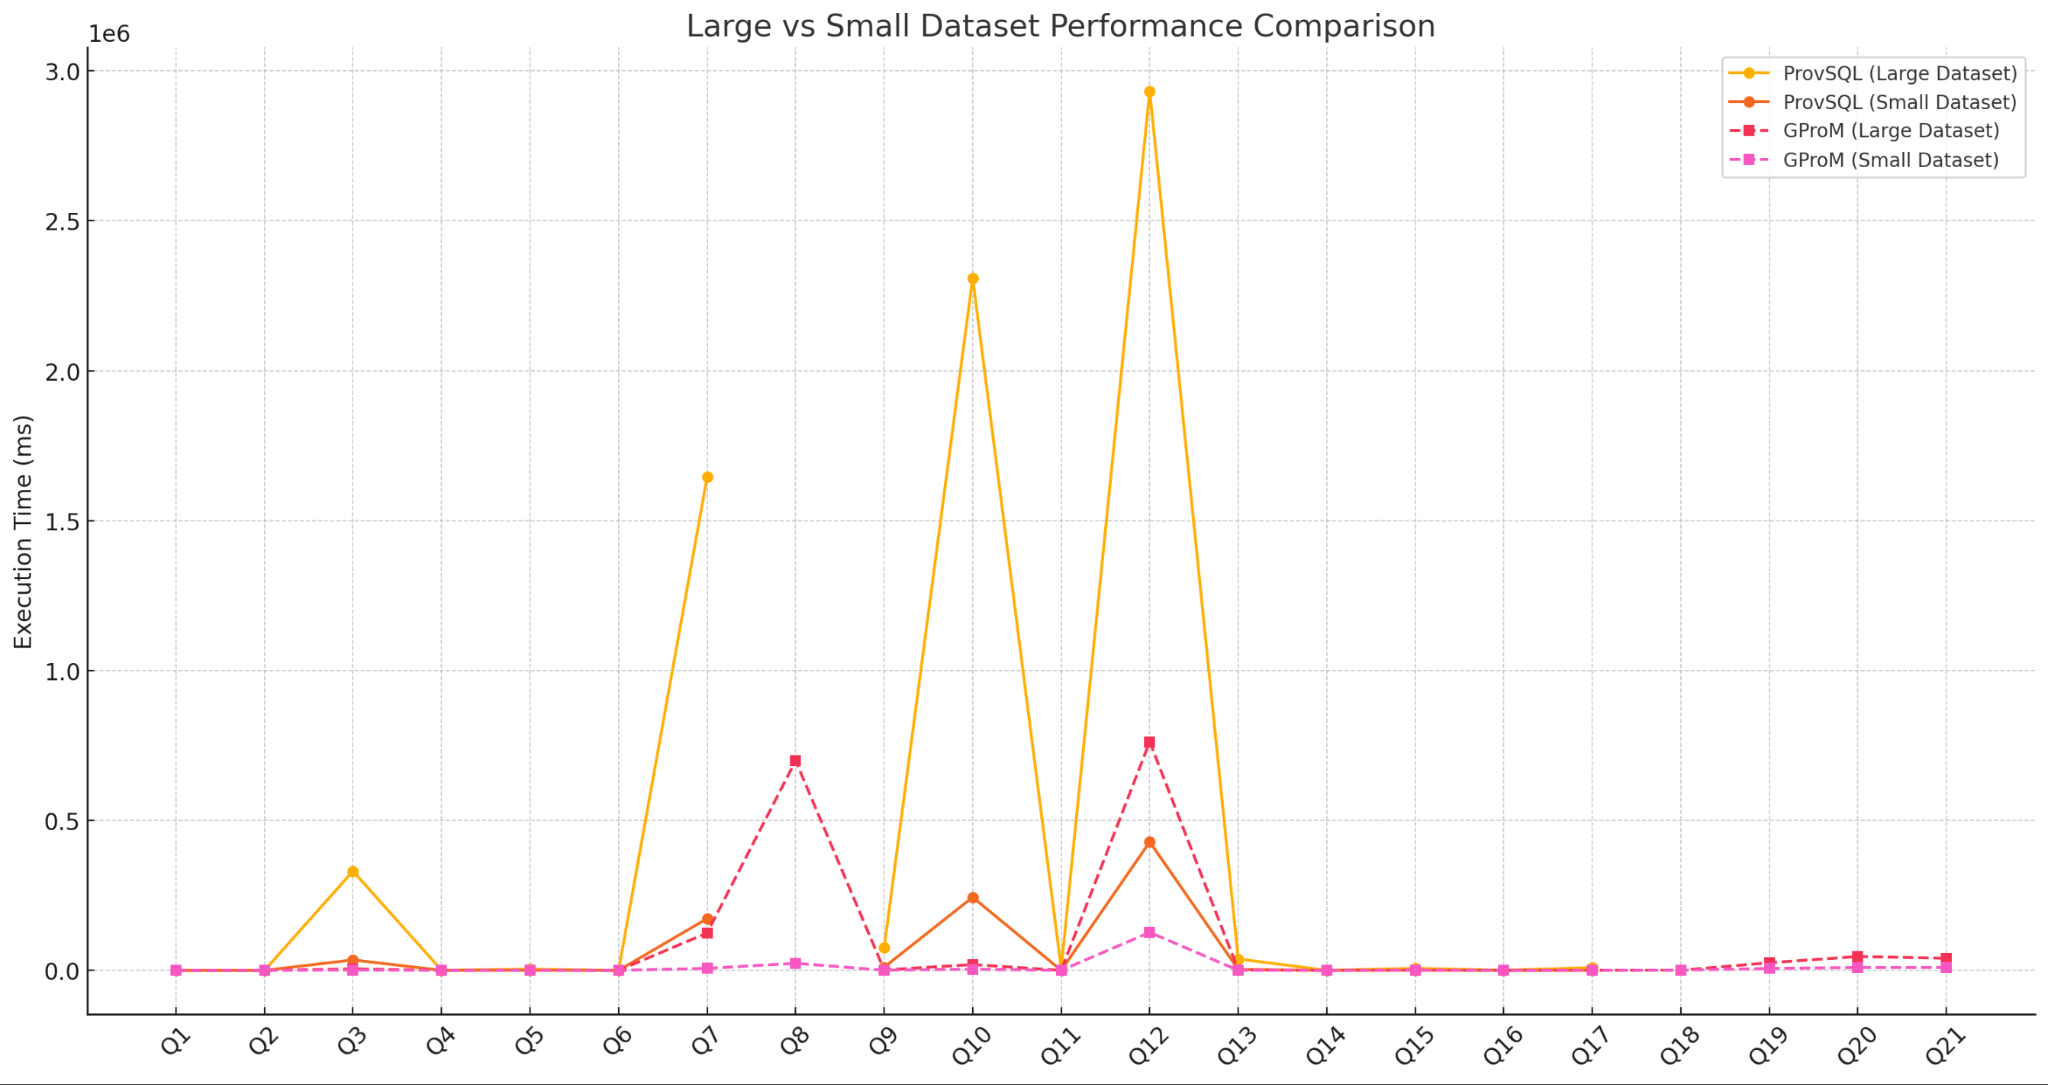 Large vs Small Dataset Performance Comparison
1e6
3.0
2.5
2.0
1.5
1.0
0.5
0.0
Execution Time (ms)
ProvSQL (Large Dataset)
ProvSQL (Small Dataset)
GProM (Large Dataset)
GProM (Small Dataset)
Q1 Q2 Q3 Q4 Q5 Q6 Q7 Q8 Q9 Q10 Q11 Q12 Q13 Q14 Q15 Q16 Q17 Q18 Q19 Q20 Q21